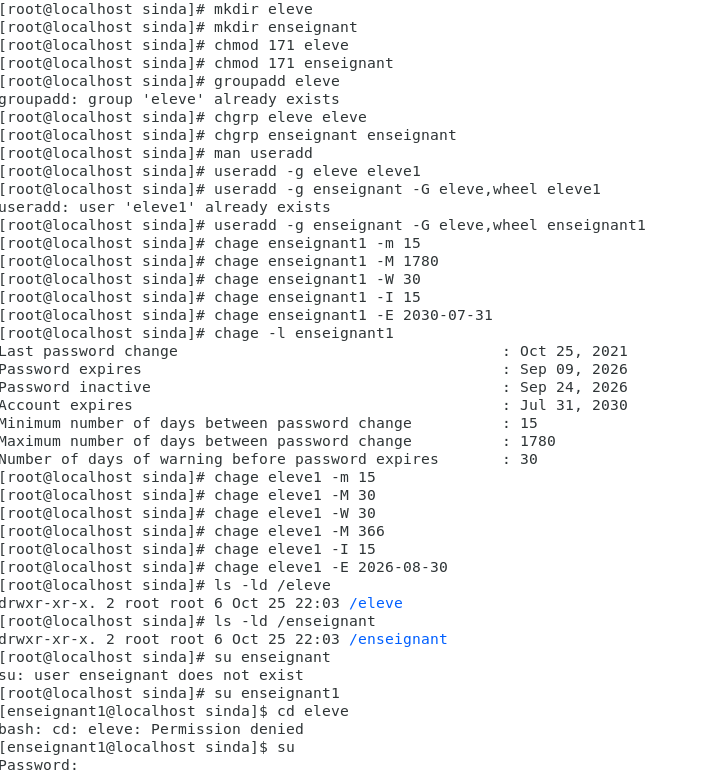 [root@localhost sinda]# mkdir eleve
[root@localhost sinda]# mkdir enseignant
[root@localhost sinda]# chmod 171 eleve
[root@localhost sinda]# chmod 171 enseignant
[root@localhost sinda]# groupadd eleve
groupadd: group 'eleve' already exists
[root@localhost sinda]# chgrp eleve eleve
[root@localhost sinda]# chgrp enseignant enseignant
[root@localhost sinda]# man useradd
[root@localhost sinda]# useradd -g eleve eleve1
[root@localhost sinda]# useradd -g enseignant -G eleve,wheel eleve1
useradd: user 'eleve1' already exists
[root@localhost sinda]# useradd -g enseignant -G eleve,wheel enseignant1
[root@localhost sinda]# chage enseignant1 -m 15
[root@localhost sinda]# chage enseignant1 -M 1780
[root@localhost sinda]# chage enseignant1 -W 30
[root@localhost sinda]# chage enseignant1 -I 15
[root@localhost sinda]# chage enseignant1 -E 2030-07-31
[root@localhost sinda]# chage -l enseignant1
Last password change : Oct 25, 2021
Password expires : Sep 09, 2026
Password inactive : Sep 24, 2026
Account expires : Jul 31, 2030
Minimum number of days between password change : 15
Maximum number of days between password change : 1780
Number of days of warning before password expires : 30
[root@localhost sinda]# chage eleve1 -m 15
[root@localhost sinda]# chage eleve1 -M 30
[root@localhost sinda]# chage eleve1 -W 30
[root@localhost sinda]# chage eleve1 -M 366
[root@localhost sinda]# chage eleve1 -I 15
[root@localhost sinda]# chage eleve1 -E 2026-08-30
[root@localhost sinda]# ls -ld /eleve
drwxr-xr-x. 2 root root 6 Oct 25 22:03 /eleve
[root@localhost sinda]# ls -ld /enseignant
drwxr-xr-x. 2 root root 6 Oct 25 22:03 /enseignant
[root@localhost sinda]# su enseignant
su: user enseignant does not exist
[root@localhost sinda]# su enseignant1
[enseignant1@localhost sinda]$ cd eleve
bash: cd: eleve: Permission denied
[enseignant1@localhost sinda]$ su
Password: